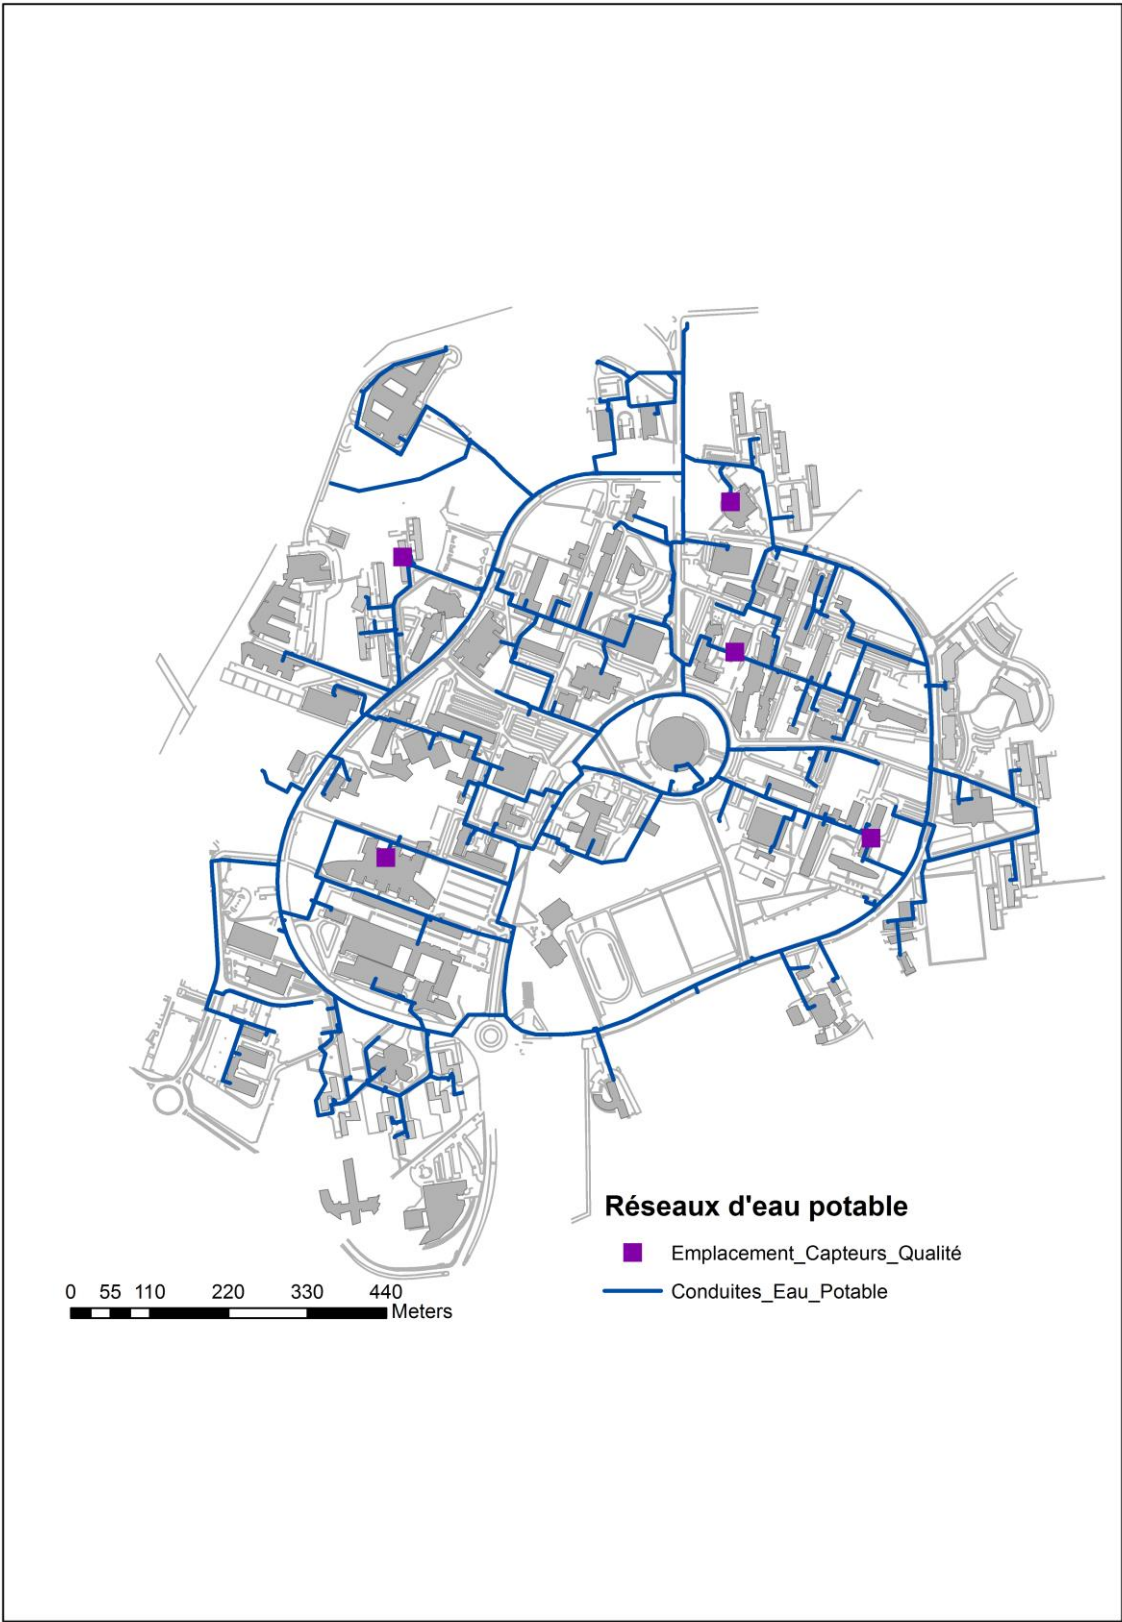 Réseaux d'eau potable
Emplacement_Capteurs_Qualité
Conduites_Eau_Potable
0 55 110 220 330 440
Meters